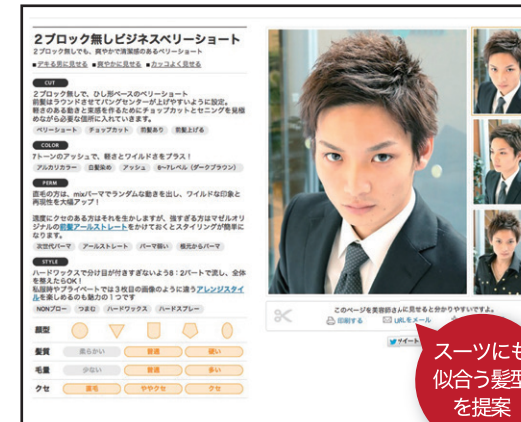 2ブロック無しビジネスベリーショート
2ブロック無しでも、爽やかで清潔感のあるベリーショート
■デキる男に見せる ■爽やかに見せる ■カッコよく見せる
CUT
2ブロック無しで、ひし形ベースのベリーショート
前髪はラウンドさせてバングセンターが上げやすいように設定。
軽さのある動きと束感を作るためにチョップカットとセニングを見極
めながら必要な個所に入れていきます。
ベリーショート チョップカット 前髪あり 前髪上げる
COLOR
7トーンのアッシュで、軽さとワイルドさをプラス！
アルカリカラー 白髪染め アッシュ 8~7レベル（ダークブラウン）
PERM
直毛の方は、mixパーマでランダムな動きを出し、ワイルドな印象と
再現性を大幅アップ！
適度にクセのある方はそれを生かしますが、強すぎる方はマゼルオリ
ジナルの前髪アールストレートをかけておくとスタイリングが簡単に
なります。
次世代パーマ アールストレート パーマ弱い 根元からパーマ
STYLE
ハードワックスで分け目が付きすぎないよう8：2パートで流し、全体
を整えたらOK！
私服時やプライベートでは3枚目の画像のように違うアレンジスタイ
ルを楽しめるのも魅力の1つです
NONブロー つまむ ハードワックス ハードスプレー
顔型
髪質 柔らかい 普通 硬い
毛量 少ない 普通 多い
クセ 直毛 ややクセ クセ
このページを美容師さんに見せると分かりやすいですよ。
印刷する URLをメール
ツイート
スーツにも
似合う髪型
を提案